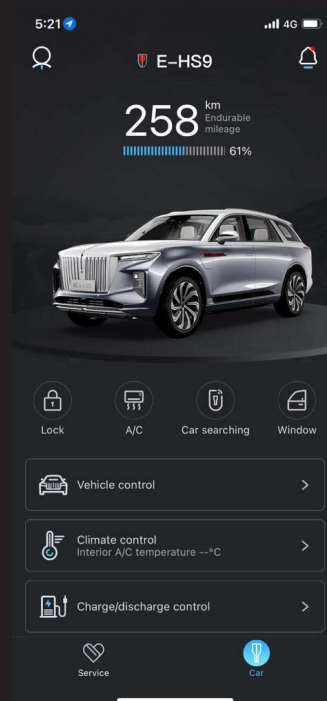 5:21
4G
E-HS9
258 km
Endurable
mileage
61%
Lock
A/C
Car searching
Window
Vehicle control
Climate control
Interior A/C temperature --°C
Charge/discharge control
Service
Car